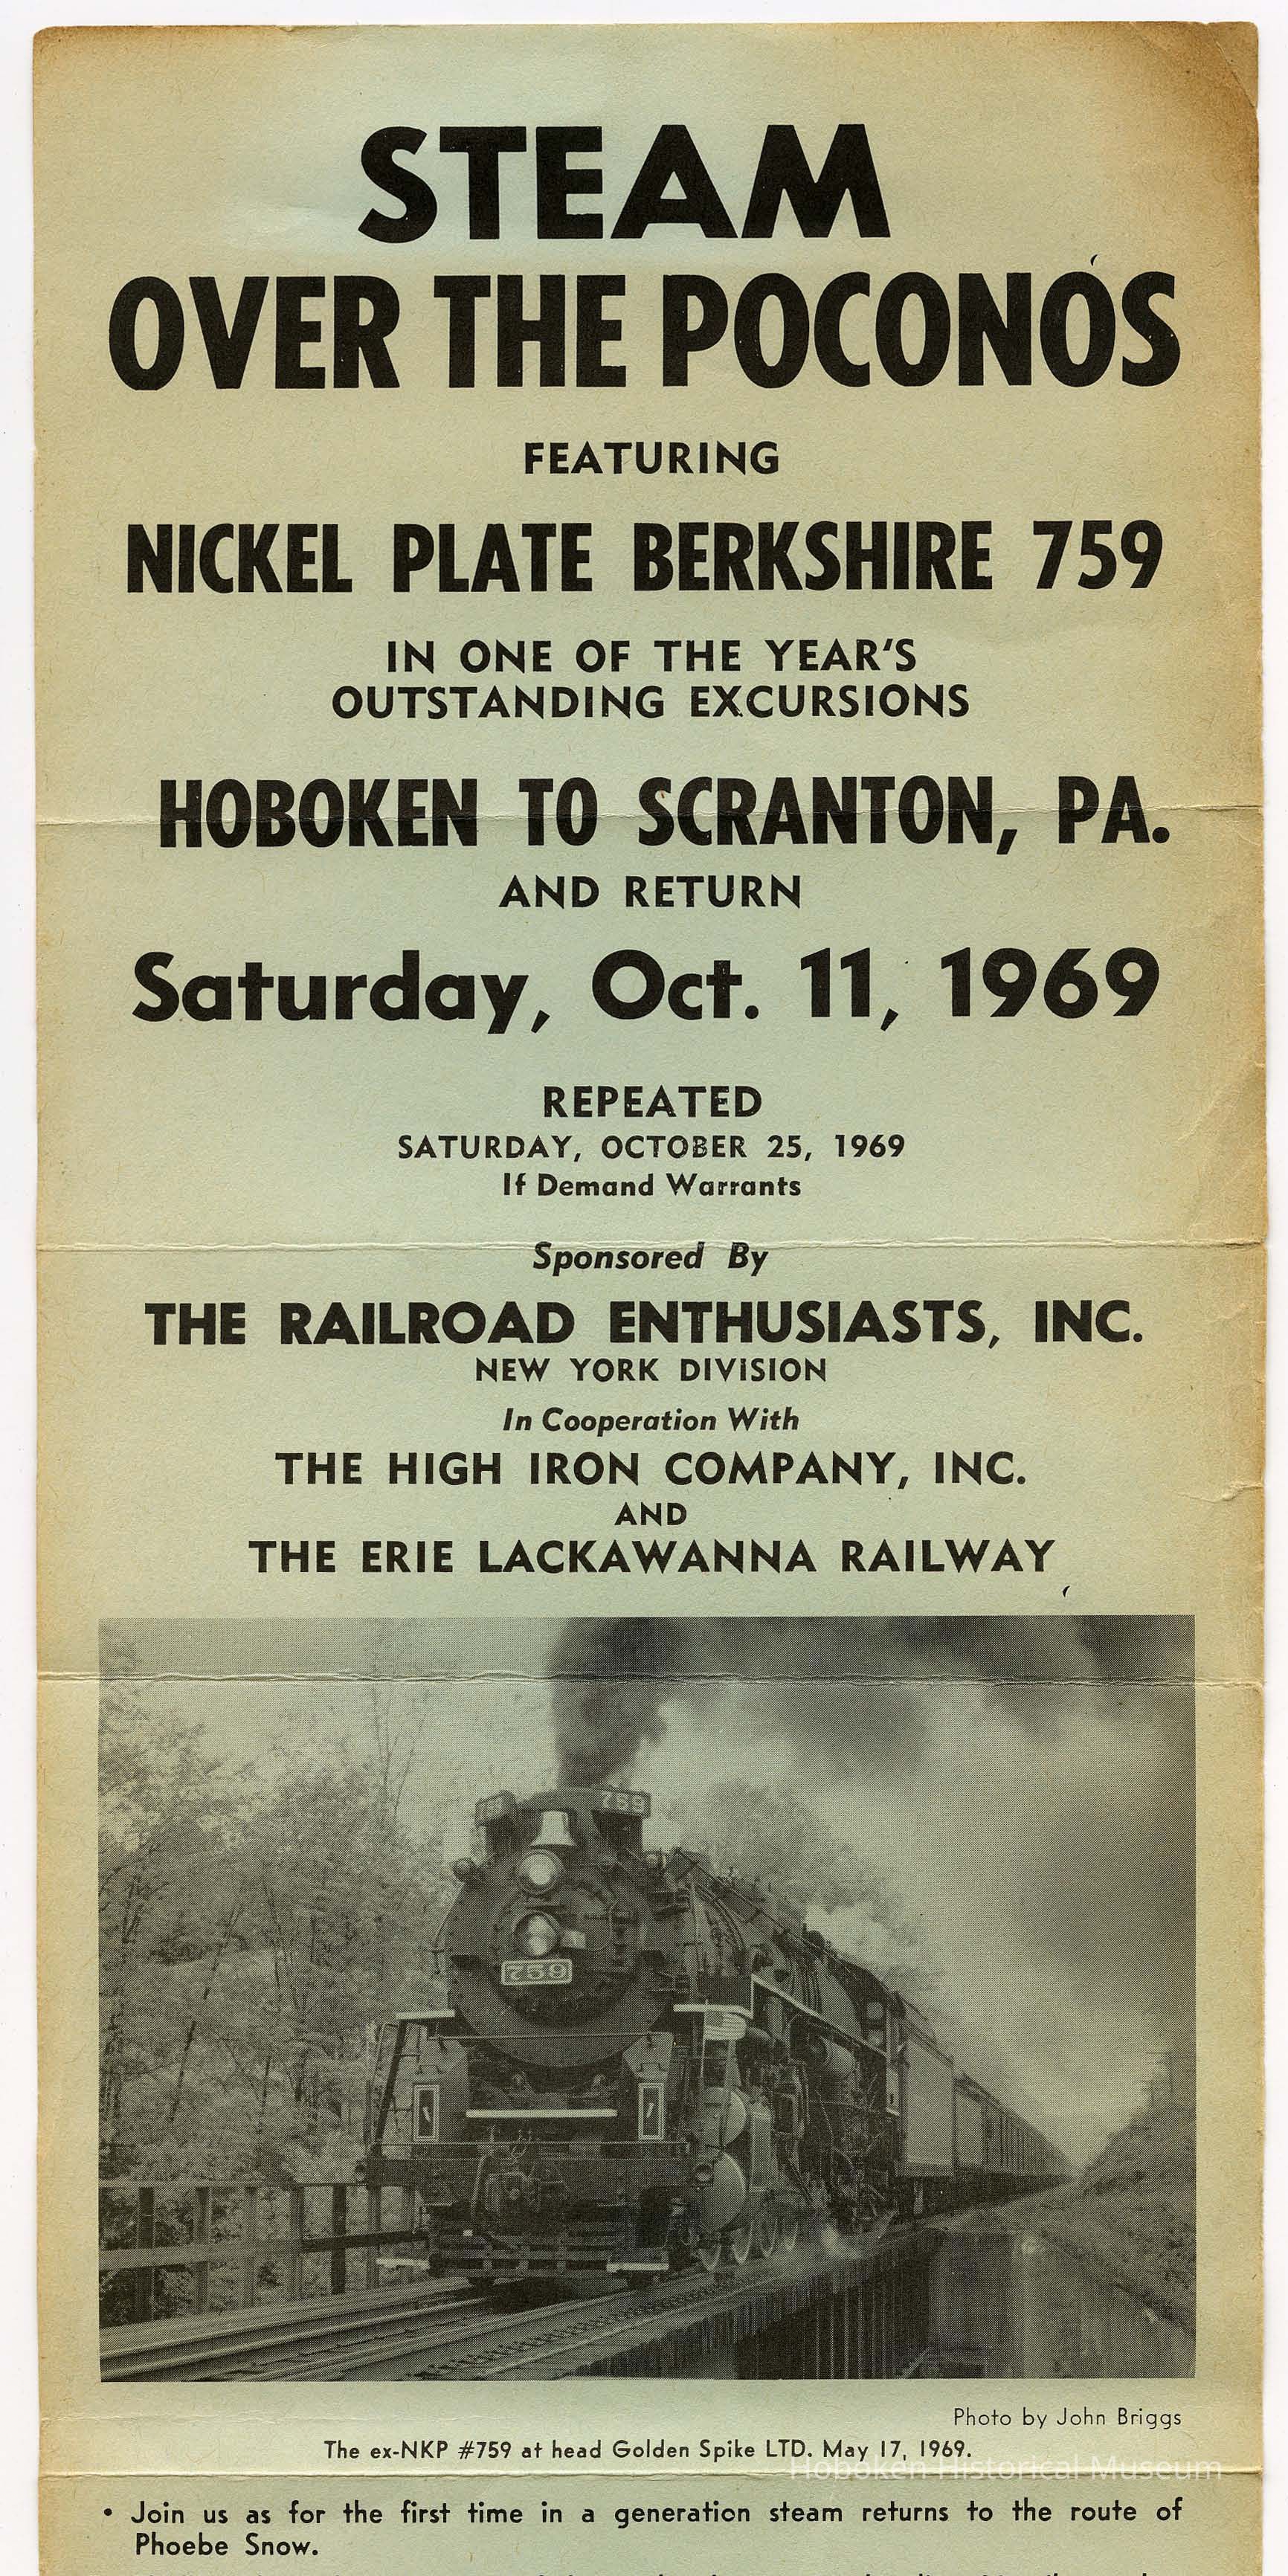 STEAM
OVER THE POCONOS
FEATURING
NICKEL PLATE BERKSHIRE 759
IN ONE OF THE YEAR'S
OUTSTANDING EXCURSIONS
HOBOKEN TO SCRANTON, PA.
AND RETURN
Saturday, Oct. 11, 1969
REPEATED
SATURDAY, OCTOBER 25, 1969
If Demand Warrants
Sponsored By
THE RAILROAD ENTHUSIASTS, INC.
NEW YORK DIVISION
In Cooperation With
THE HIGH IRON COMPANY, INC.
AND
THE ERIE LACKAWANNA RAILWAY
759
759
Photo by John Briggs
The ex-NKP #759 at head Golden Spike LTD. May 17, 1969.
Hoboken Historical Museum
• Join us as for the first time in a generation steam returns to the route of
Phoebe Snow.